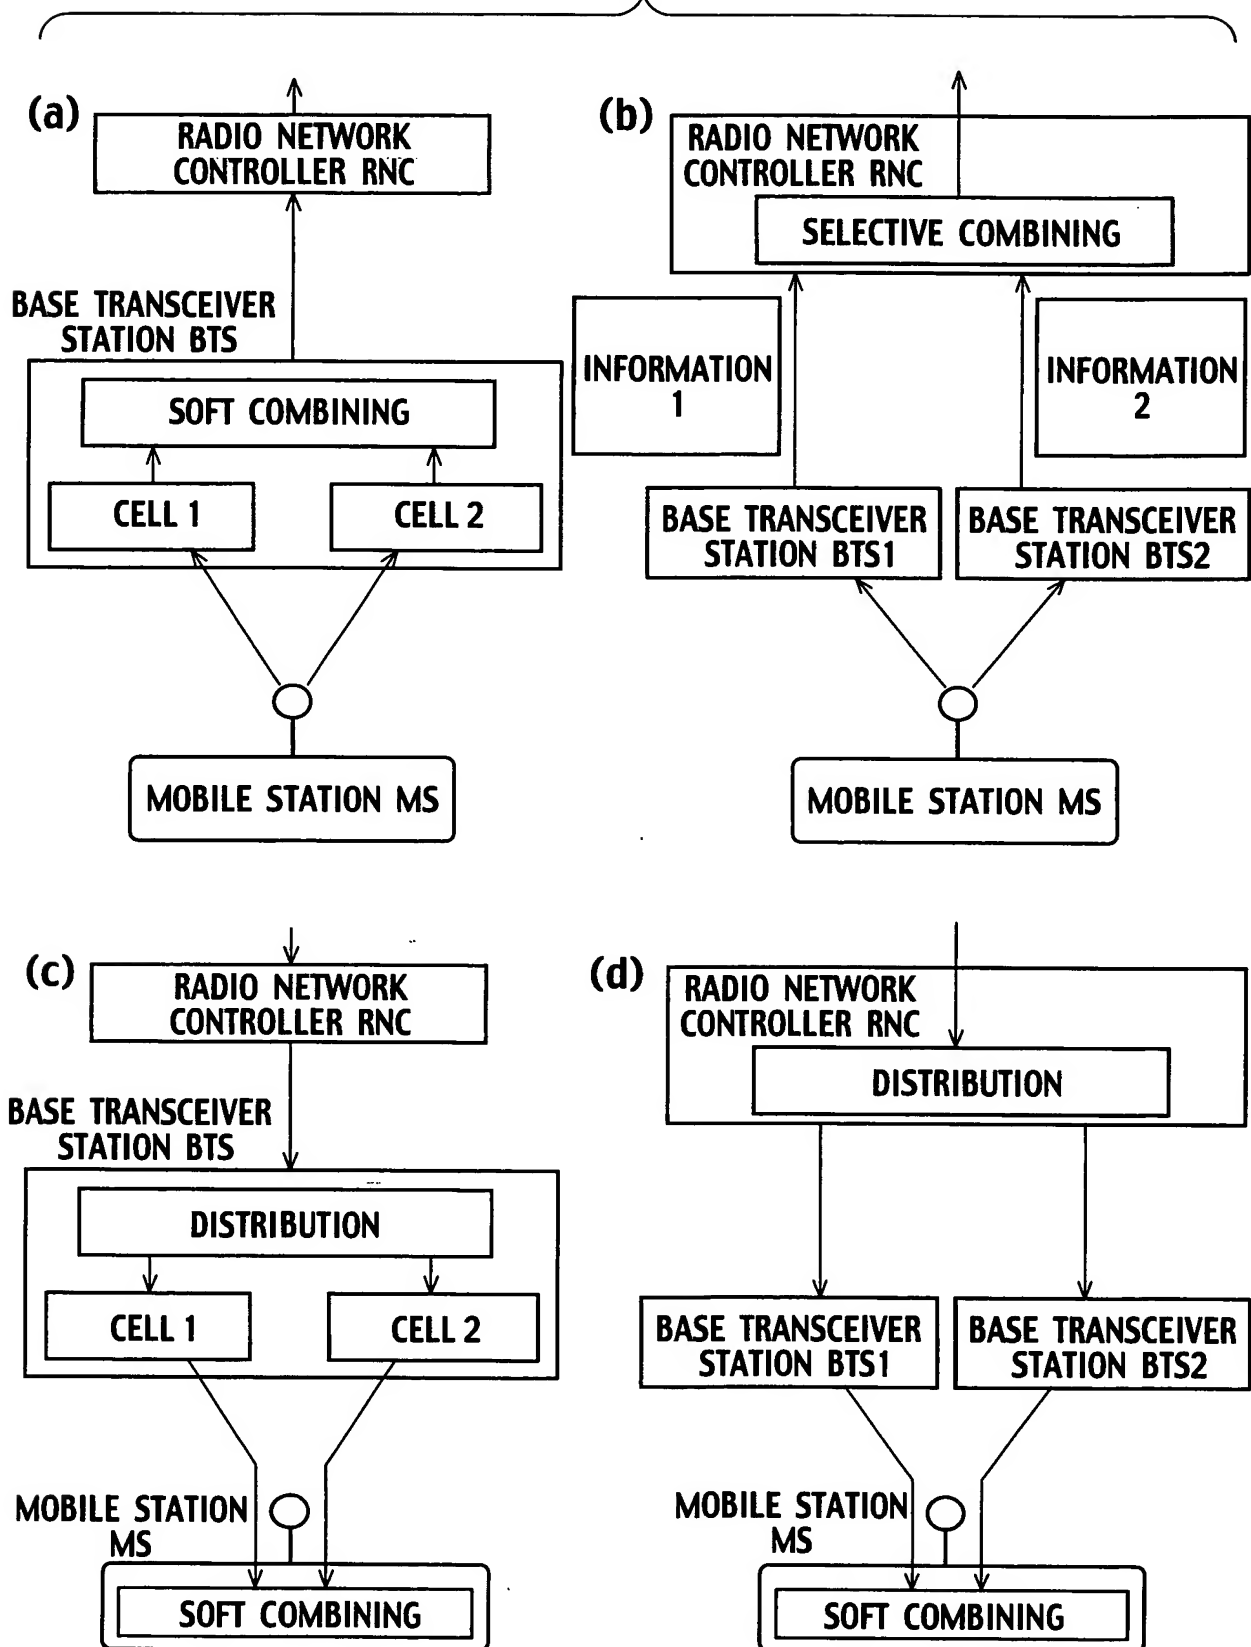 (a)
RADIO NETWORK
CONTROLLER RNC
BASE TRANSCEIVER
STATION BTS
SOFT COMBINING
CELL 1
CELL 2
MOBILE STATION MS
(b)
RADIO NETWORK
CONTROLLER RNC
SELECTIVE COMBINING
INFORMATION
1
INFORMATION
2
BASE TRANSCEIVER
STATION BTS1
BASE TRANSCEIVER
STATION BTS2
MOBILE STATION MS
(c)
RADIO NETWORK
CONTROLLER RNC
BASE TRANSCEIVER
STATION BTS
DISTRIBUTION
CELL 1
CELL 2
MOBILE STATION
MS
SOFT COMBINING
(d)
RADIO NETWORK
CONTROLLER RNC
DISTRIBUTION
BASE TRANSCEIVER
STATION BTS1
BASE TRANSCEIVER
STATION BTS2
MOBILE STATION
MS
SOFT COMBINING